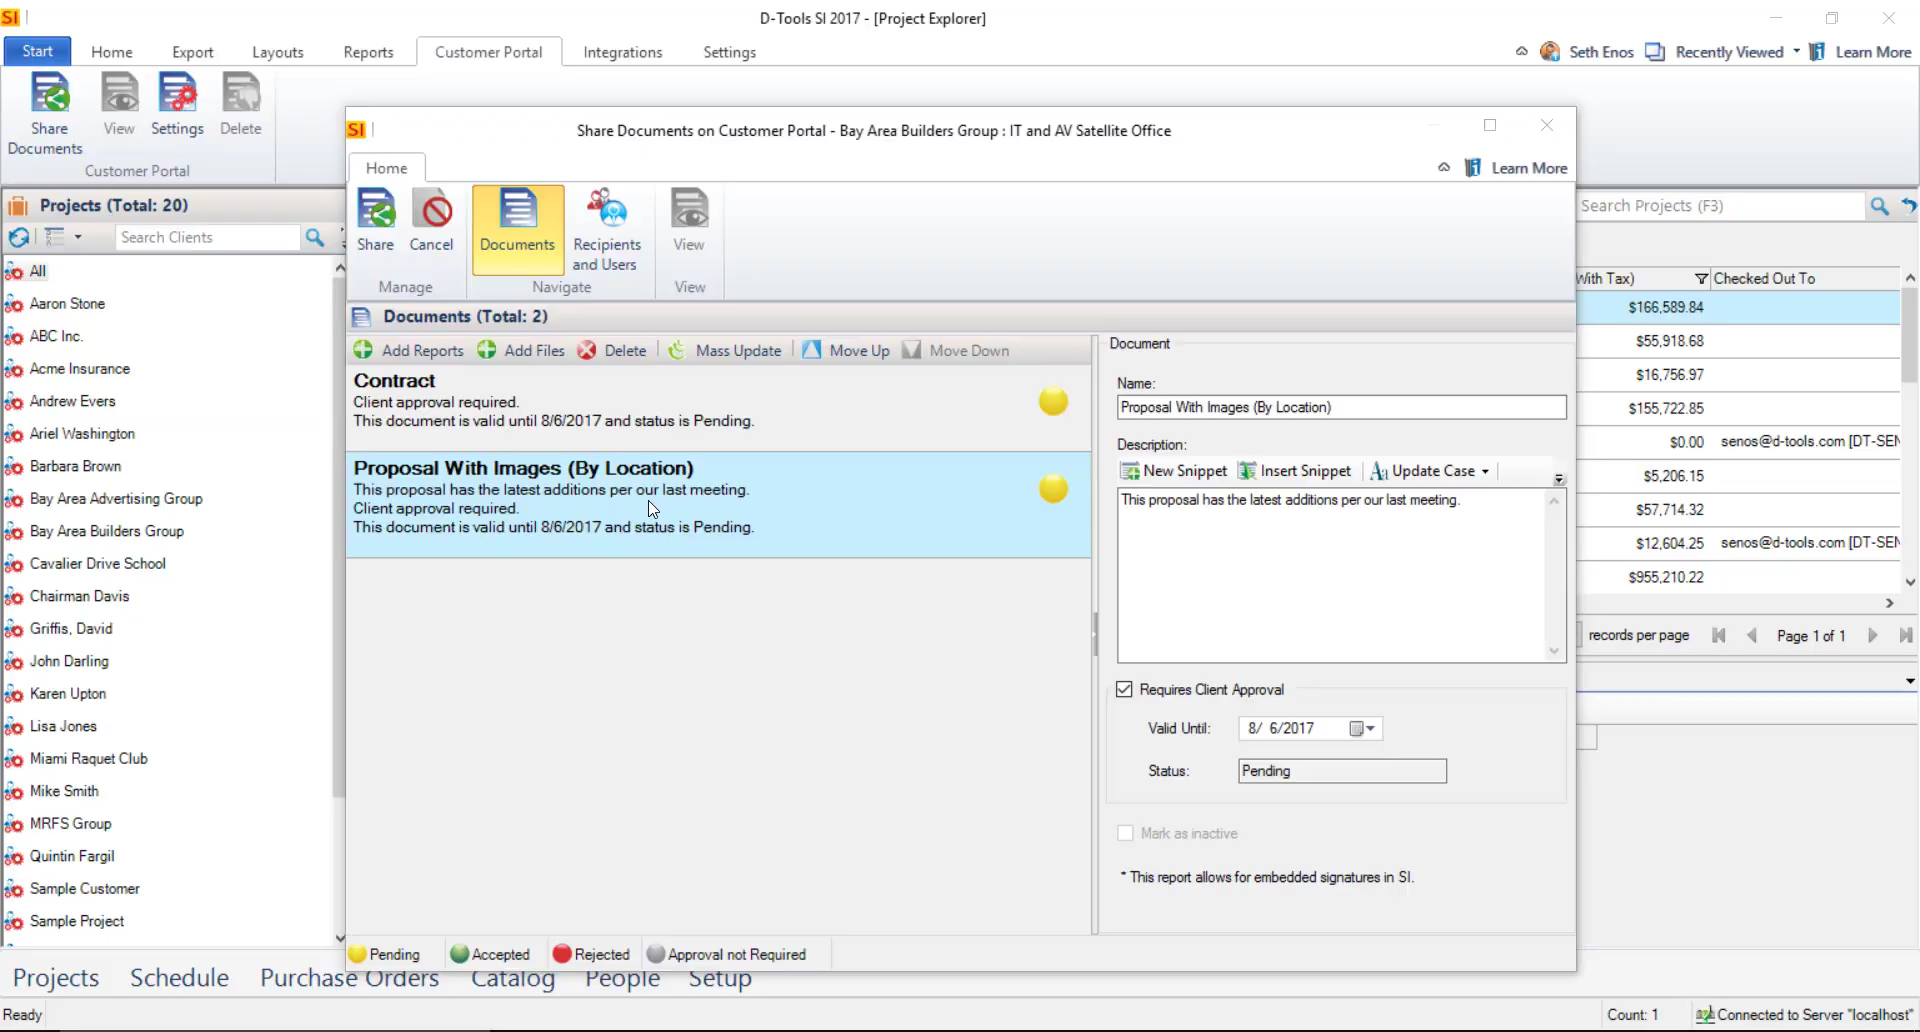 SI
D-Tools SI 2017 - [Project Explorer]
Start
Home
Export
Layouts
Reports
Customer Portal
Integrations
Settings
Seth Enos
Recently Viewed
Learn More
Share
Documents
View
Settings
Delete
Customer Portal
SI
Share Documents on Customer Portal - Bay Area Builders Group : IT and AV Satellite Office
Home
Learn More
Share
Cancel
Documents
Recipients
and Users
View
Manage
Navigate
View
Projects (Total: 20)
Search Clients
Search Projects (F3)
All
Aaron Stone
ABC Inc.
Acme Insurance
Andrew Evers
Ariel Washington
Barbara Brown
Bay Area Advertising Group
Bay Area Builders Group
Cavalier Drive School
Chairman Davis
Griffis, David
John Darling
Karen Upton
Lisa Jones
Miami Raquet Club
Mike Smith
MRFS Group
Quintin Fargil
Sample Customer
Sample Project
Documents (Total: 2)
Add Reports
Add Files
Delete
Mass Update
Move Up
Move Down
Contract
Client approval required.
This document is valid until 8/6/2017 and status is Pending.
Proposal With Images (By Location)
This proposal has the latest additions per our last meeting.
Client approval required.
This document is valid until 8/6/2017 and status is Pending.
Document
Name:
Proposal With Images (By Location)
Description:
New Snippet
Insert Snippet
Update Case
This proposal has the latest additions per our last meeting.
Requires Client Approval
Valid Until:
8/ 6/2017
Status:
Pending
Mark as inactive
* This report allows for embedded signatures in SI.
Pending
Accepted
Rejected
Approval not Required
With Tax)
Checked Out To
$166,589.84
$55,918.68
$16,756.97
$155,722.85
$0.00
senos@d-tools.com [DT-SEN
$5,206.15
$57,714.32
$12,604.25
senos@d-tools.com [DT-SEN
$955,210.22
records per page
Page 1 of 1
Projects
Schedule
Purchase Orders
Catalog
People
Setup
Ready
Count: 1
Connected to Server "localhost"